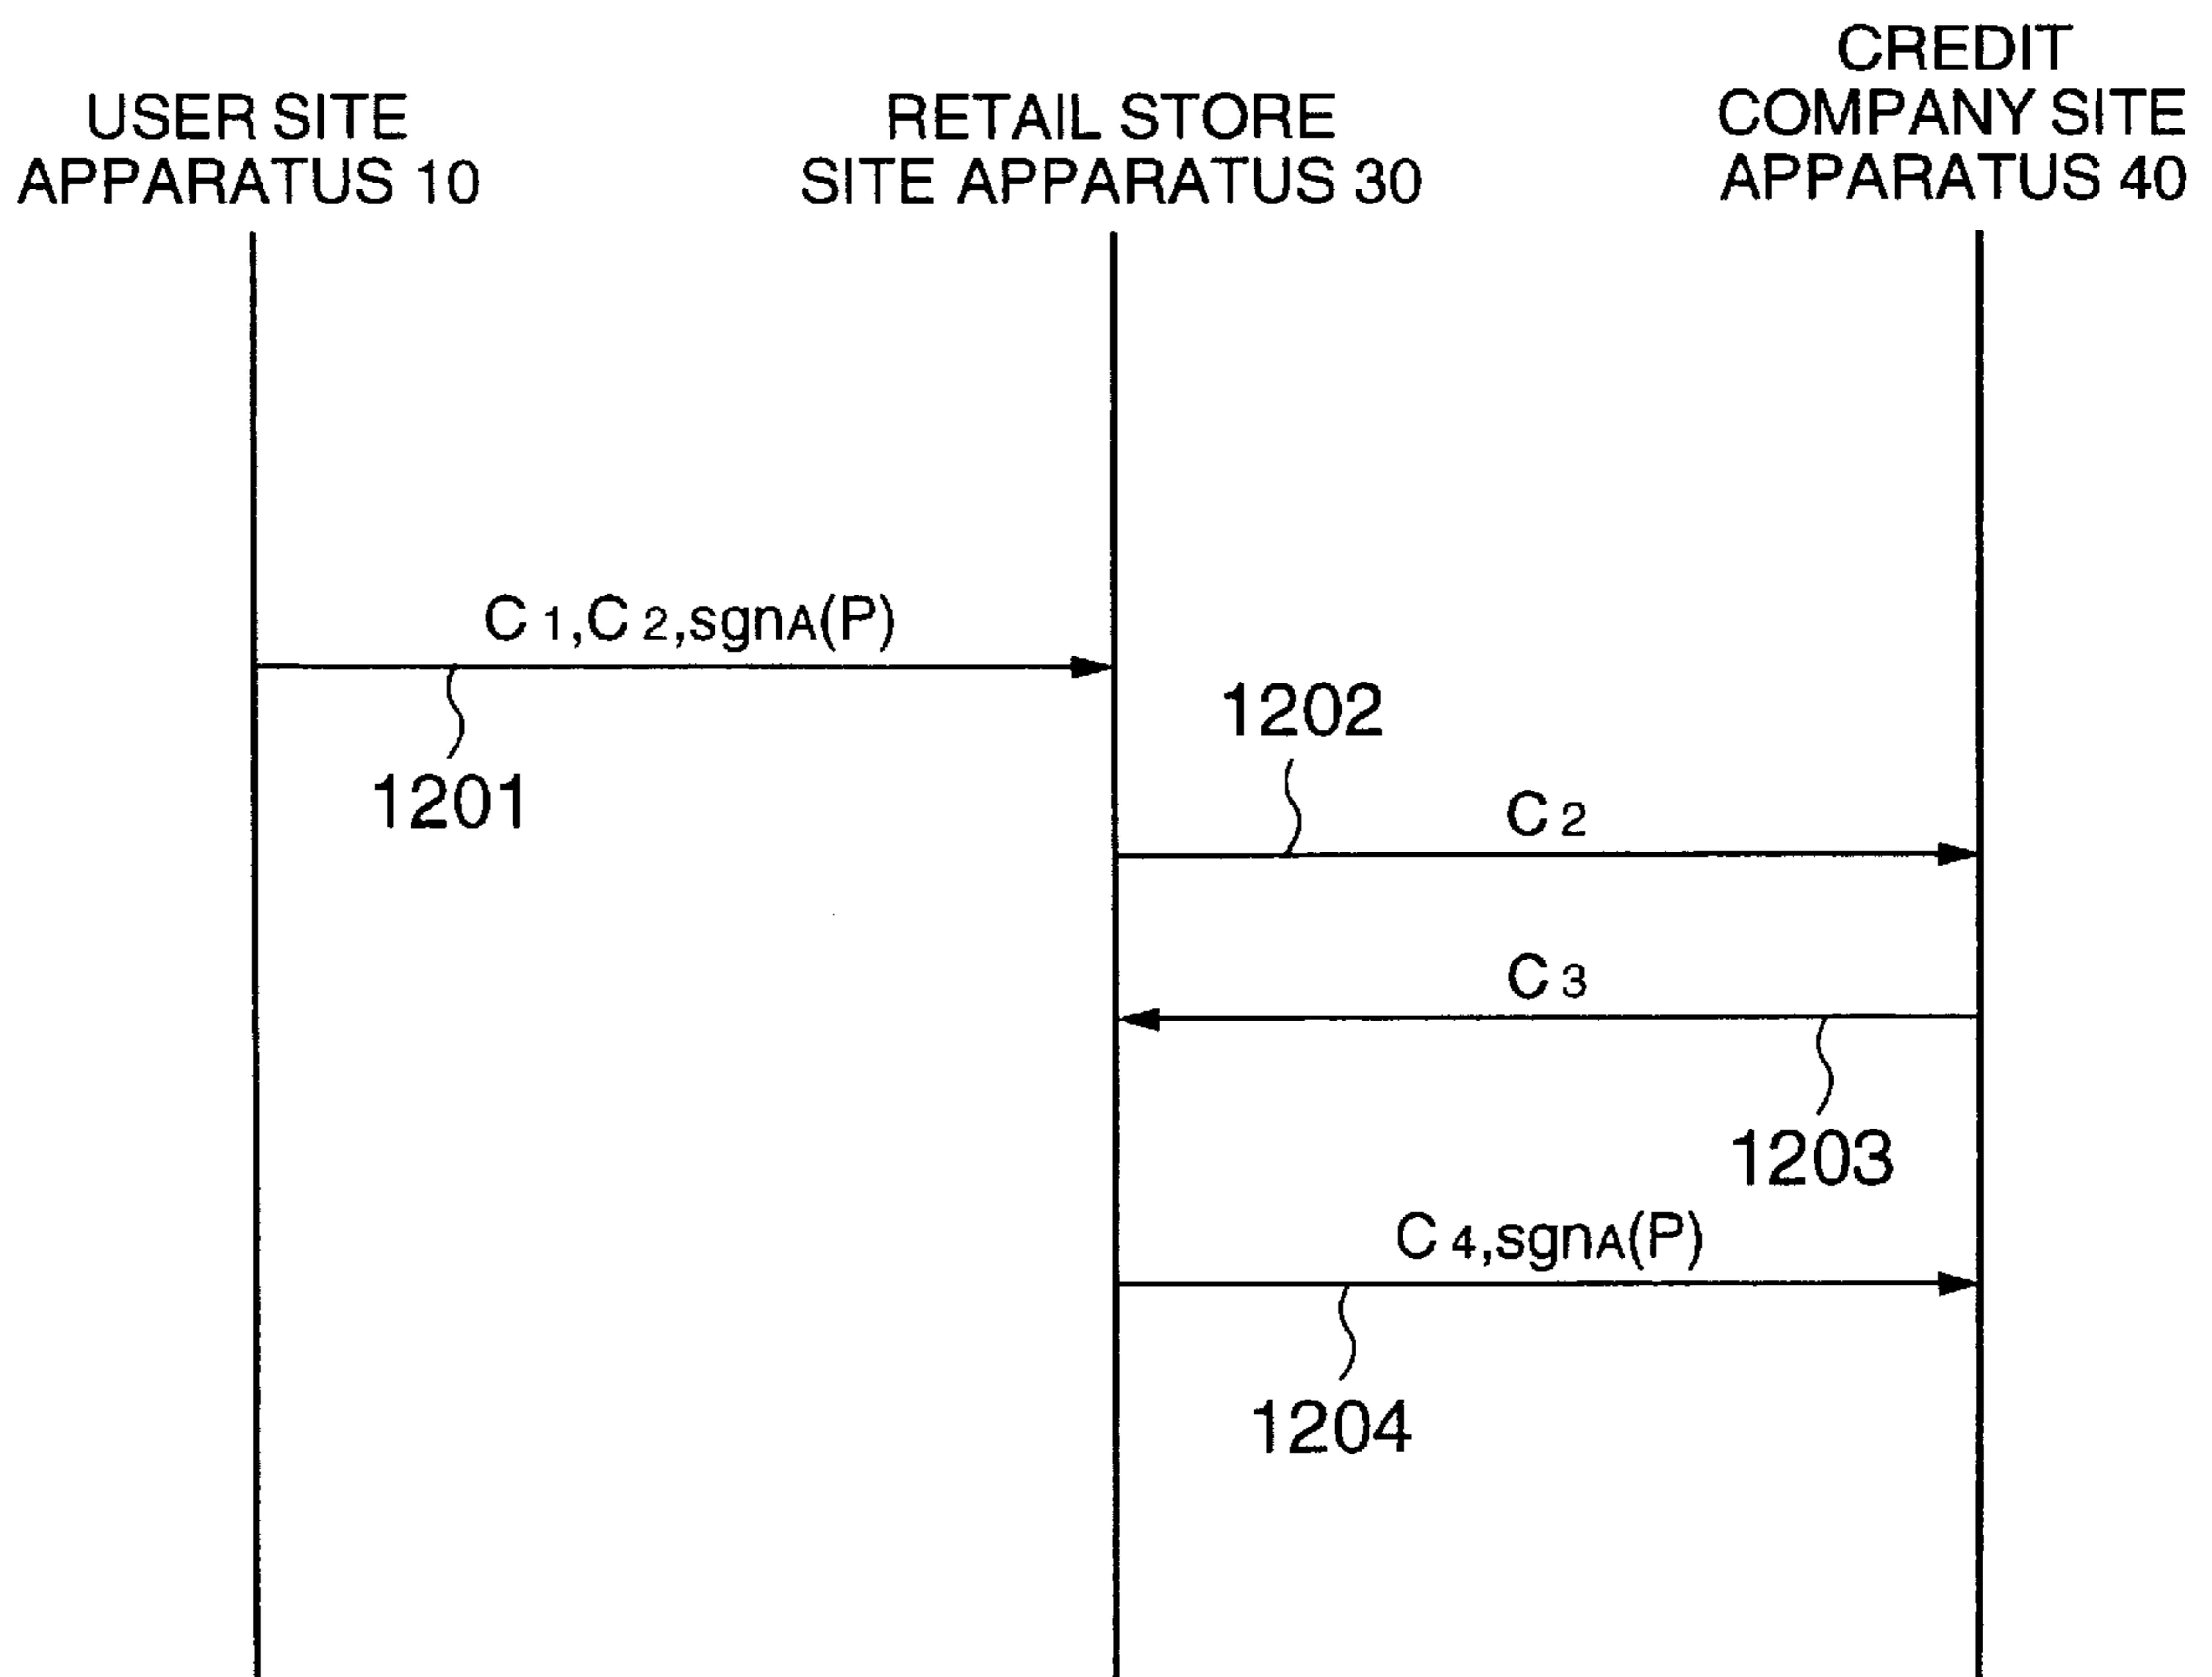 USER SITE
APPARATUS 10
RETAIL STORE
SITE APPARATUS 30
CREDIT
COMPANY SITE
APPARATUS 40
C1,C2,sgnA(P)
1201
1202
C2
C3
1203
C4,sgnA(P)
1204